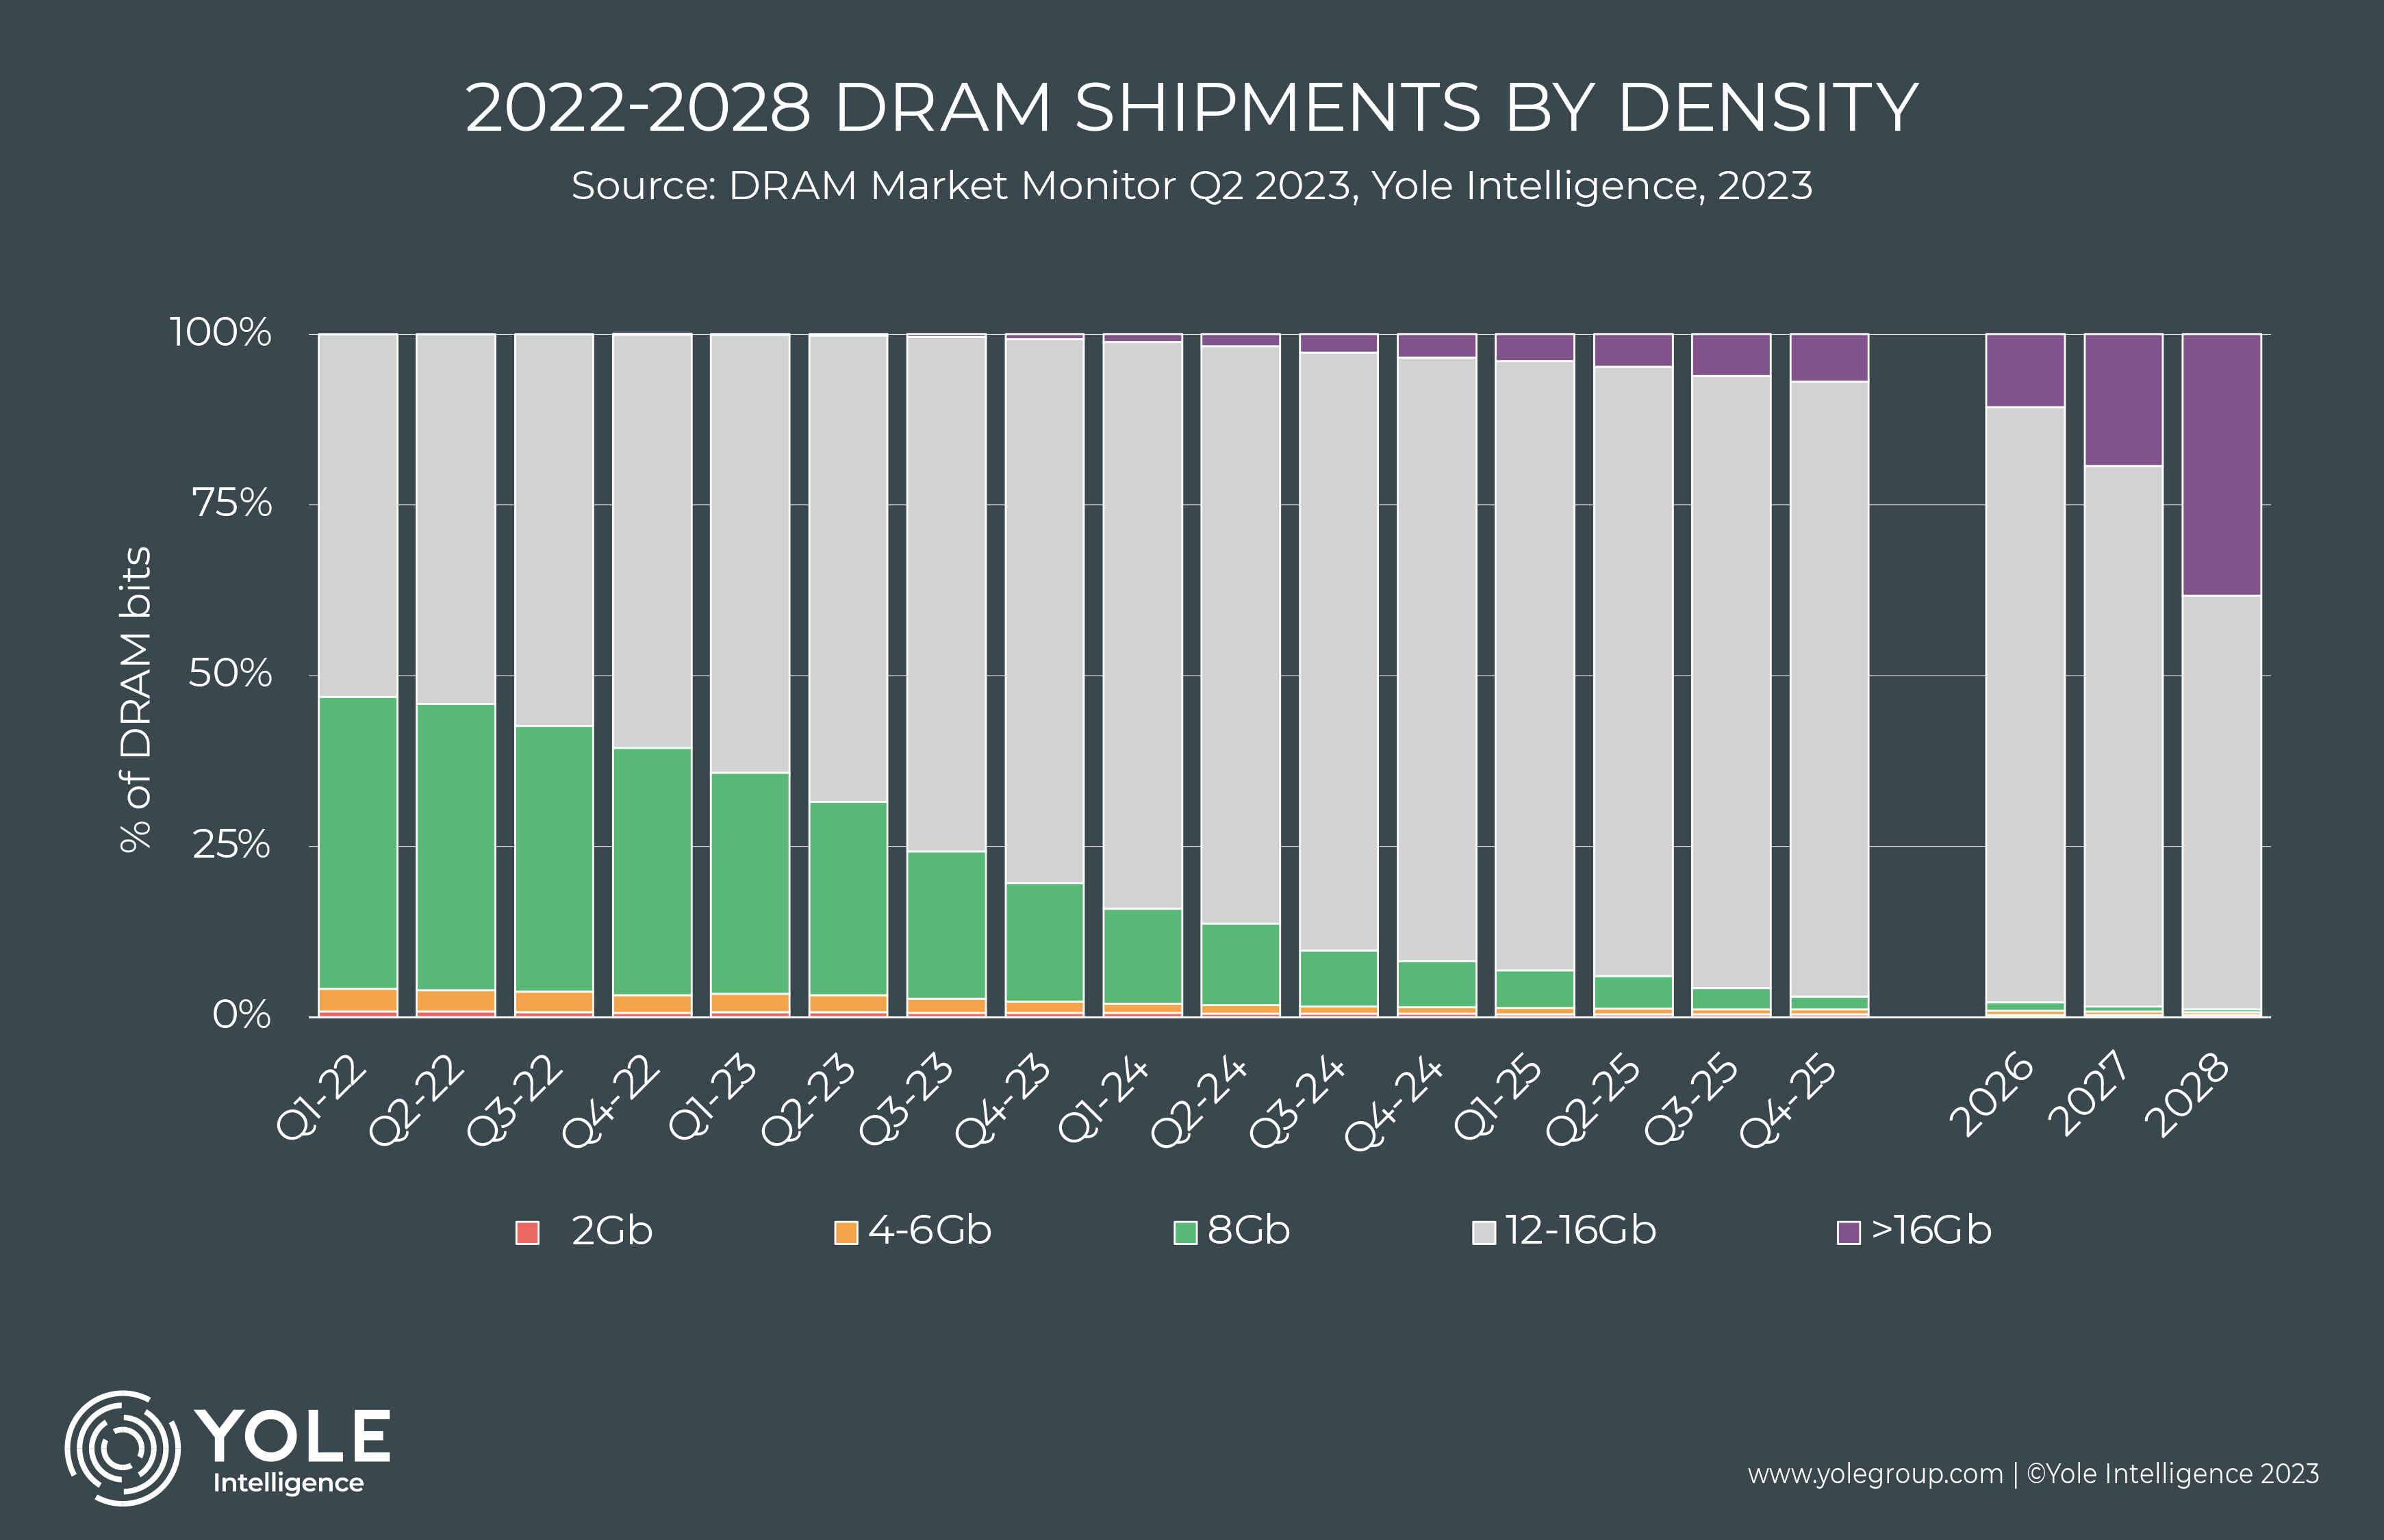 2022-2028 DRAM SHIPMENTS BY DENSITY
Source: DRAM Market Monitor Q2 2023, Yole Intelligence, 2023
100%
75%
50%
25%
0%
% of DRAM bits
Q1-22
Q2-22
Q3-22
Q4-22
Q1-23
Q2-23
Q3-23
Q4-23
Q1-24
Q2-24
Q3-24
Q4-24
Q1-25
Q2-25
Q3-25
Q4-25
2026
2027
2028
2Gb
4-6Gb
8Gb
12-16Gb
>16Gb
YOLE
Intelligence
www.yolegroup.com | ©Yole Intelligence 2023